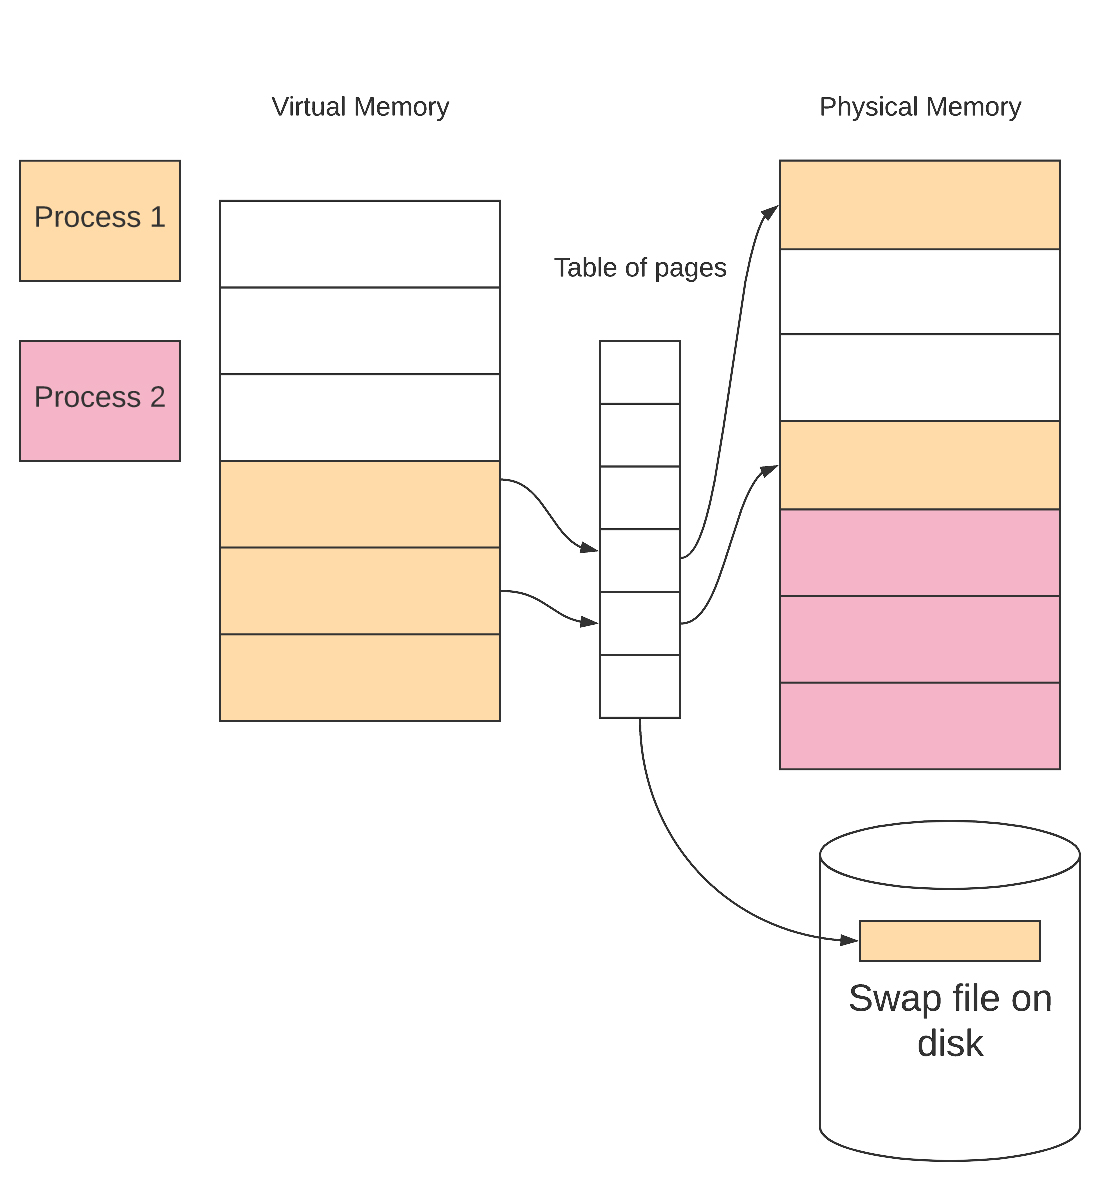 Virtual Memory
Physical Memory
Process 1
Table of pages
Process 2
Swap file on
disk